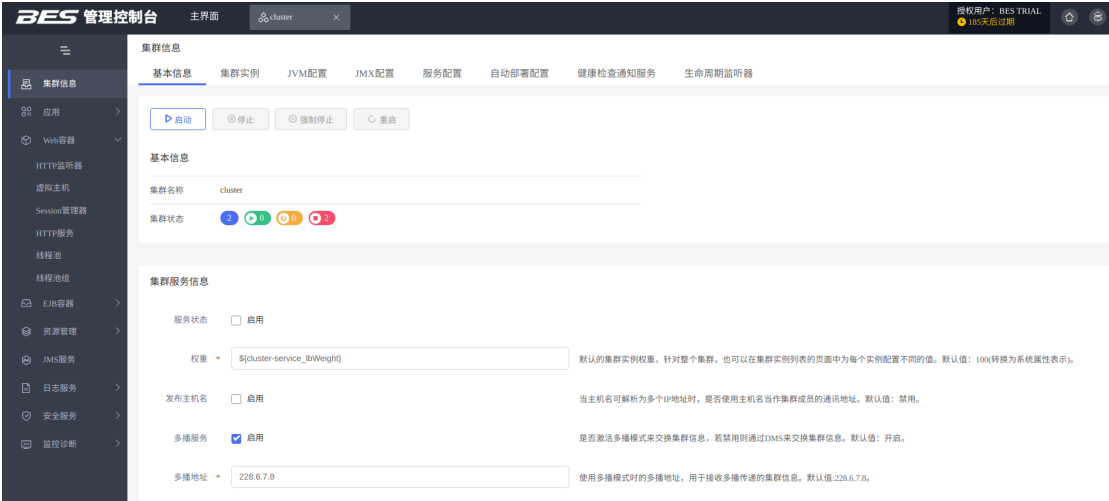 BES 管理控制台 主界面 cluster × 授权用户：BES TRIAL
185天后过期
集群信息
基本信息 集群实例 JVM配置 JMX配置 服务配置 自动部署配置 健康检查通知服务 生命周期监听器
集群信息
应用
Web容器
HTTP监听器
虚拟主机
Session管理器
HTTP服务
线程池
线程池组
EJB容器
资源管理
JMS服务
日志服务
安全服务
监控诊断
启动 停止 强制停止 重启
基本信息
集群名称 cluster
集群状态 2 0 0 2
集群服务信息
服务状态 启用
权重 * ${cluster-service_lbWeight} 默认的集群实例权重，针对整个集群，也可以在集群实例列表的页面中为每个实例配置不同的值。默认值：100(转换为系统属性表示)。
发布主机名 启用 当主机名可解析为多个IP地址时，是否使用主机名当作集群成员的通讯地址。默认值：禁用。
多播服务 启用 是否激活多播模式来交换集群信息，若禁用则通过DMS来交换集群信息。默认值：开启。
多播地址 * 228.6.7.8 使用多播模式时的多播地址，用于接收多播传递的集群信息。默认值:228.6.7.8。